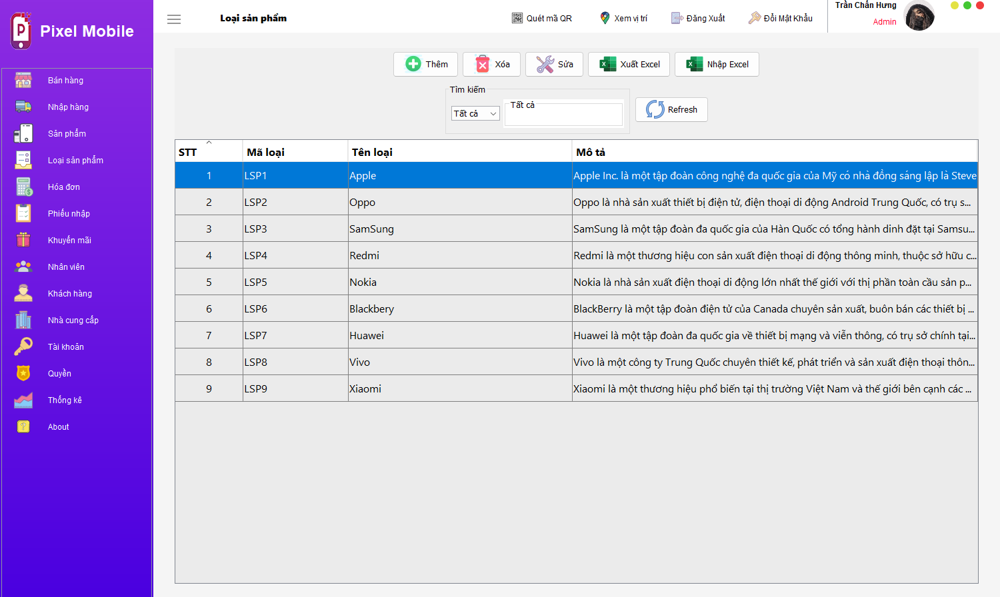 Pixel Mobile
Loại sản phẩm
Quét mã QR
Xem vị trí
Đăng Xuất
Đổi Mật Khẩu
Trần Chấn Hưng
Admin
Bán hàng
Nhập hàng
Sản phẩm
Loại sản phẩm
Hóa đơn
Phiếu nhập
Khuyến mãi
Nhân viên
Khách hàng
Nhà cung cấp
Tài khoản
Quyền
Thống kê
About
Thêm
Xóa
Sửa
Xuất Excel
Nhập Excel
Tìm kiếm
Tất cả
Tất cả
Refresh
STT Mã loại Tên loại Mô tả
1 LSP1 Apple Apple Inc. là một tập đoàn công nghệ đa quốc gia của Mỹ có nhà đồng sáng lập là Steve
2 LSP2 Oppo Oppo là nhà sản xuất thiết bị điện tử, điện thoại di động Android Trung Quốc, có trụ s...
3 LSP3 SamSung SamSung là một tập đoàn đa quốc gia của Hàn Quốc có tổng hành dinh đặt tại Samsu...
4 LSP4 Redmi Redmi là một thương hiệu con sản xuất điện thoại di động thông minh, thuộc sở hữu c...
5 LSP5 Nokia Nokia là nhà sản xuất điện thoại di động lớn nhất thế giới với thị phần toàn cầu sản p...
6 LSP6 Blackbery BlackBerry là một tập đoàn điện tử của Canada chuyên sản xuất, buôn bán các thiết bị ...
7 LSP7 Huawei Huawei là một tập đoàn đa quốc gia về thiết bị mạng và viễn thông, có trụ sở chính tại...
8 LSP8 Vivo Vivo là một công ty Trung Quốc chuyên thiết kế, phát triển và sản xuất điện thoại thôn...
9 LSP9 Xiaomi Xiaomi là một thương hiệu phổ biến tại thị trường Việt Nam và thế giới bên cạnh các ...